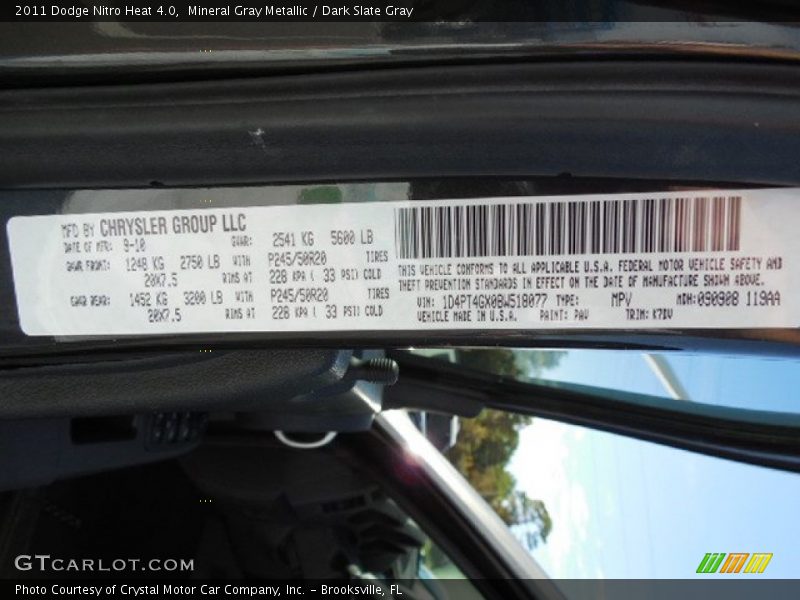 2011 Dodge Nitro Heat 4.0, Mineral Gray Metallic / Dark Slate Gray
MFD BY CHRYSLER GROUP LLC
DATE OF MFR: 9-10 GVWR: 2541 KG 5600 LB
GAWR FRONT: 1248 KG 2750 LB WITH P245/50R20 TIRES
20X7.5 RIMS AT 228 KPA ( 33 PSI) COLD
GAWR REAR: 1452 KG 3200 LB WITH P245/50R20 TIRES
20X7.5 RIMS AT 228 KPA ( 33 PSI) COLD
THIS VEHICLE CONFORMS TO ALL APPLICABLE U.S.A. FEDERAL MOTOR VEHICLE SAFETY AND
THEFT PREVENTION STANDARDS IN EFFECT ON THE DATE OF MANUFACTURE SHOWN ABOVE.
VIN: 1D4PT4GX0BW518077 TYPE: MPV MDH: 090908 119AA
VEHICLE MADE IN U.S.A. PAINT: PAU TRIM: K7DV
GTCARLOT.COM
Photo Courtesy of Crystal Motor Car Company, Inc. – Brooksville, FL